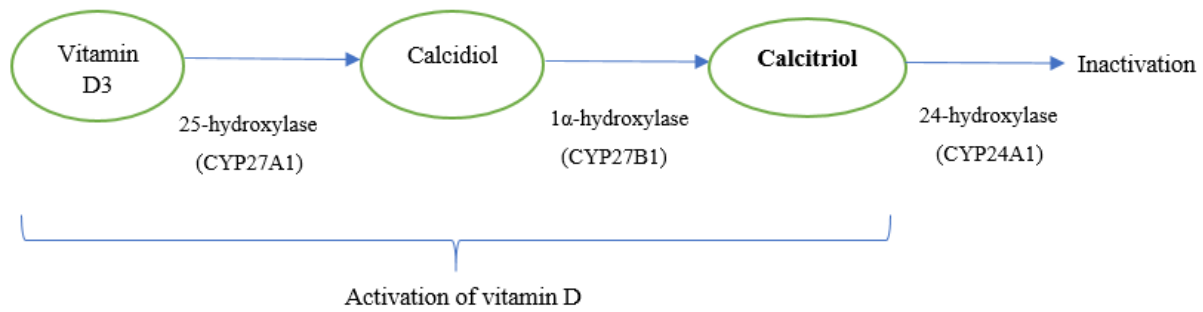 Vitamin
D3
Calcidiol
Calcitriol
Inactivation
25-hydroxylase
(CYP27A1)
1α-hydroxylase
(CYP27B1)
24-hydroxylase
(CYP24A1)
Activation of vitamin D